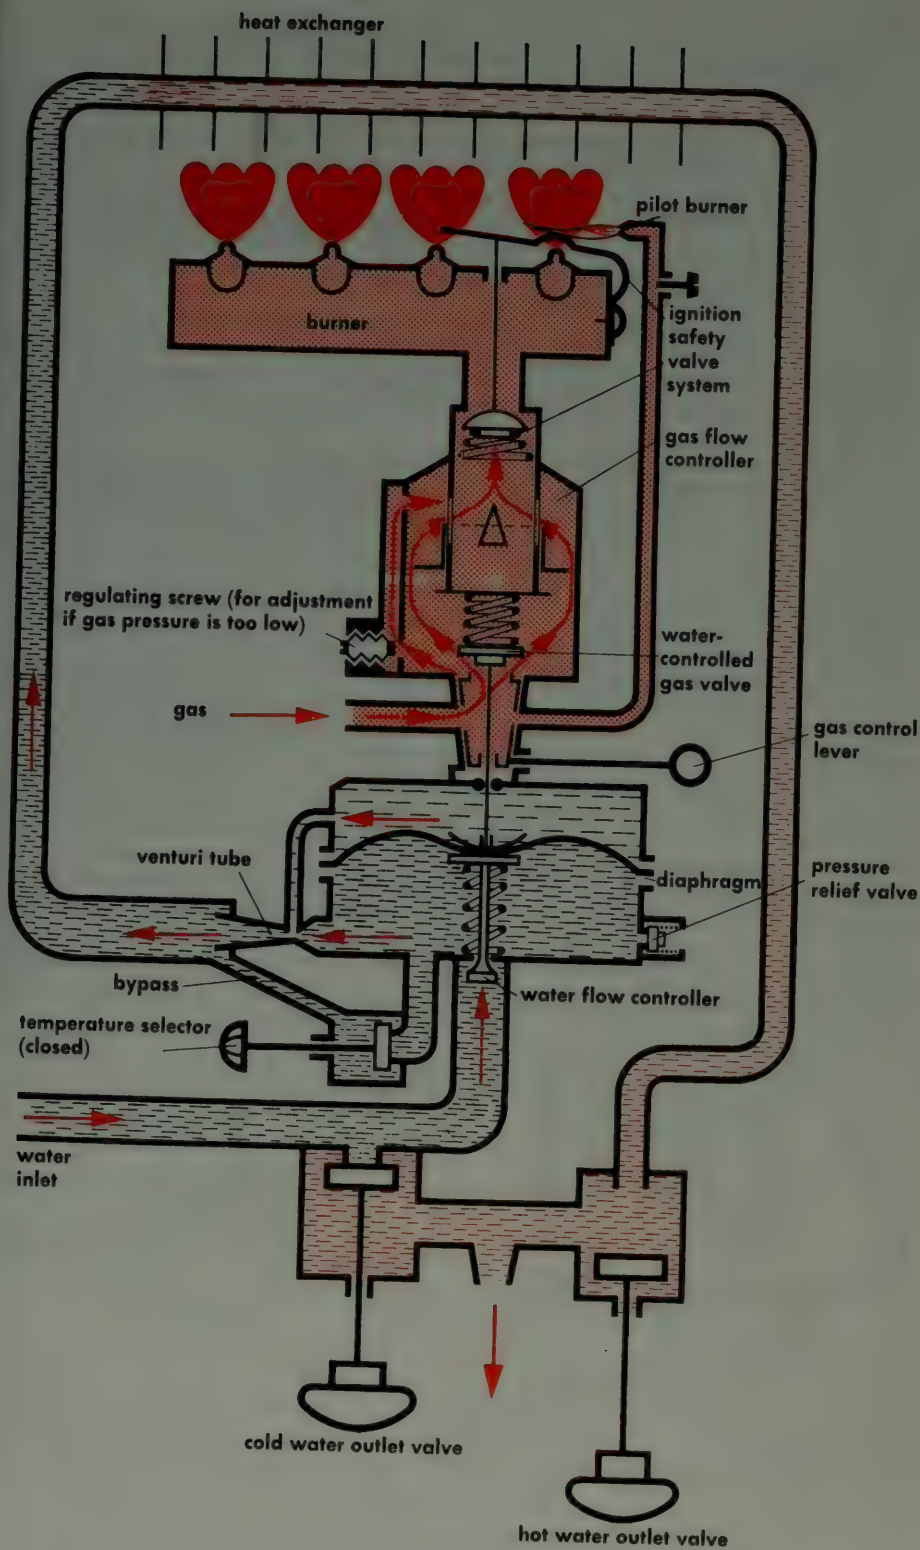 heat exchanger
pilot burner
burner
ignition
safety
valve
system
gas flow
controller
regulating screw (for adjustment
if gas pressure is too low)
water-
controlled
gas valve
gas
gas control
lever
venturi tube
diaphragm
pressure
relief valve
bypass
water flow controller
temperature selector
(closed)
water
inlet
cold water outlet valve
hot water outlet valve